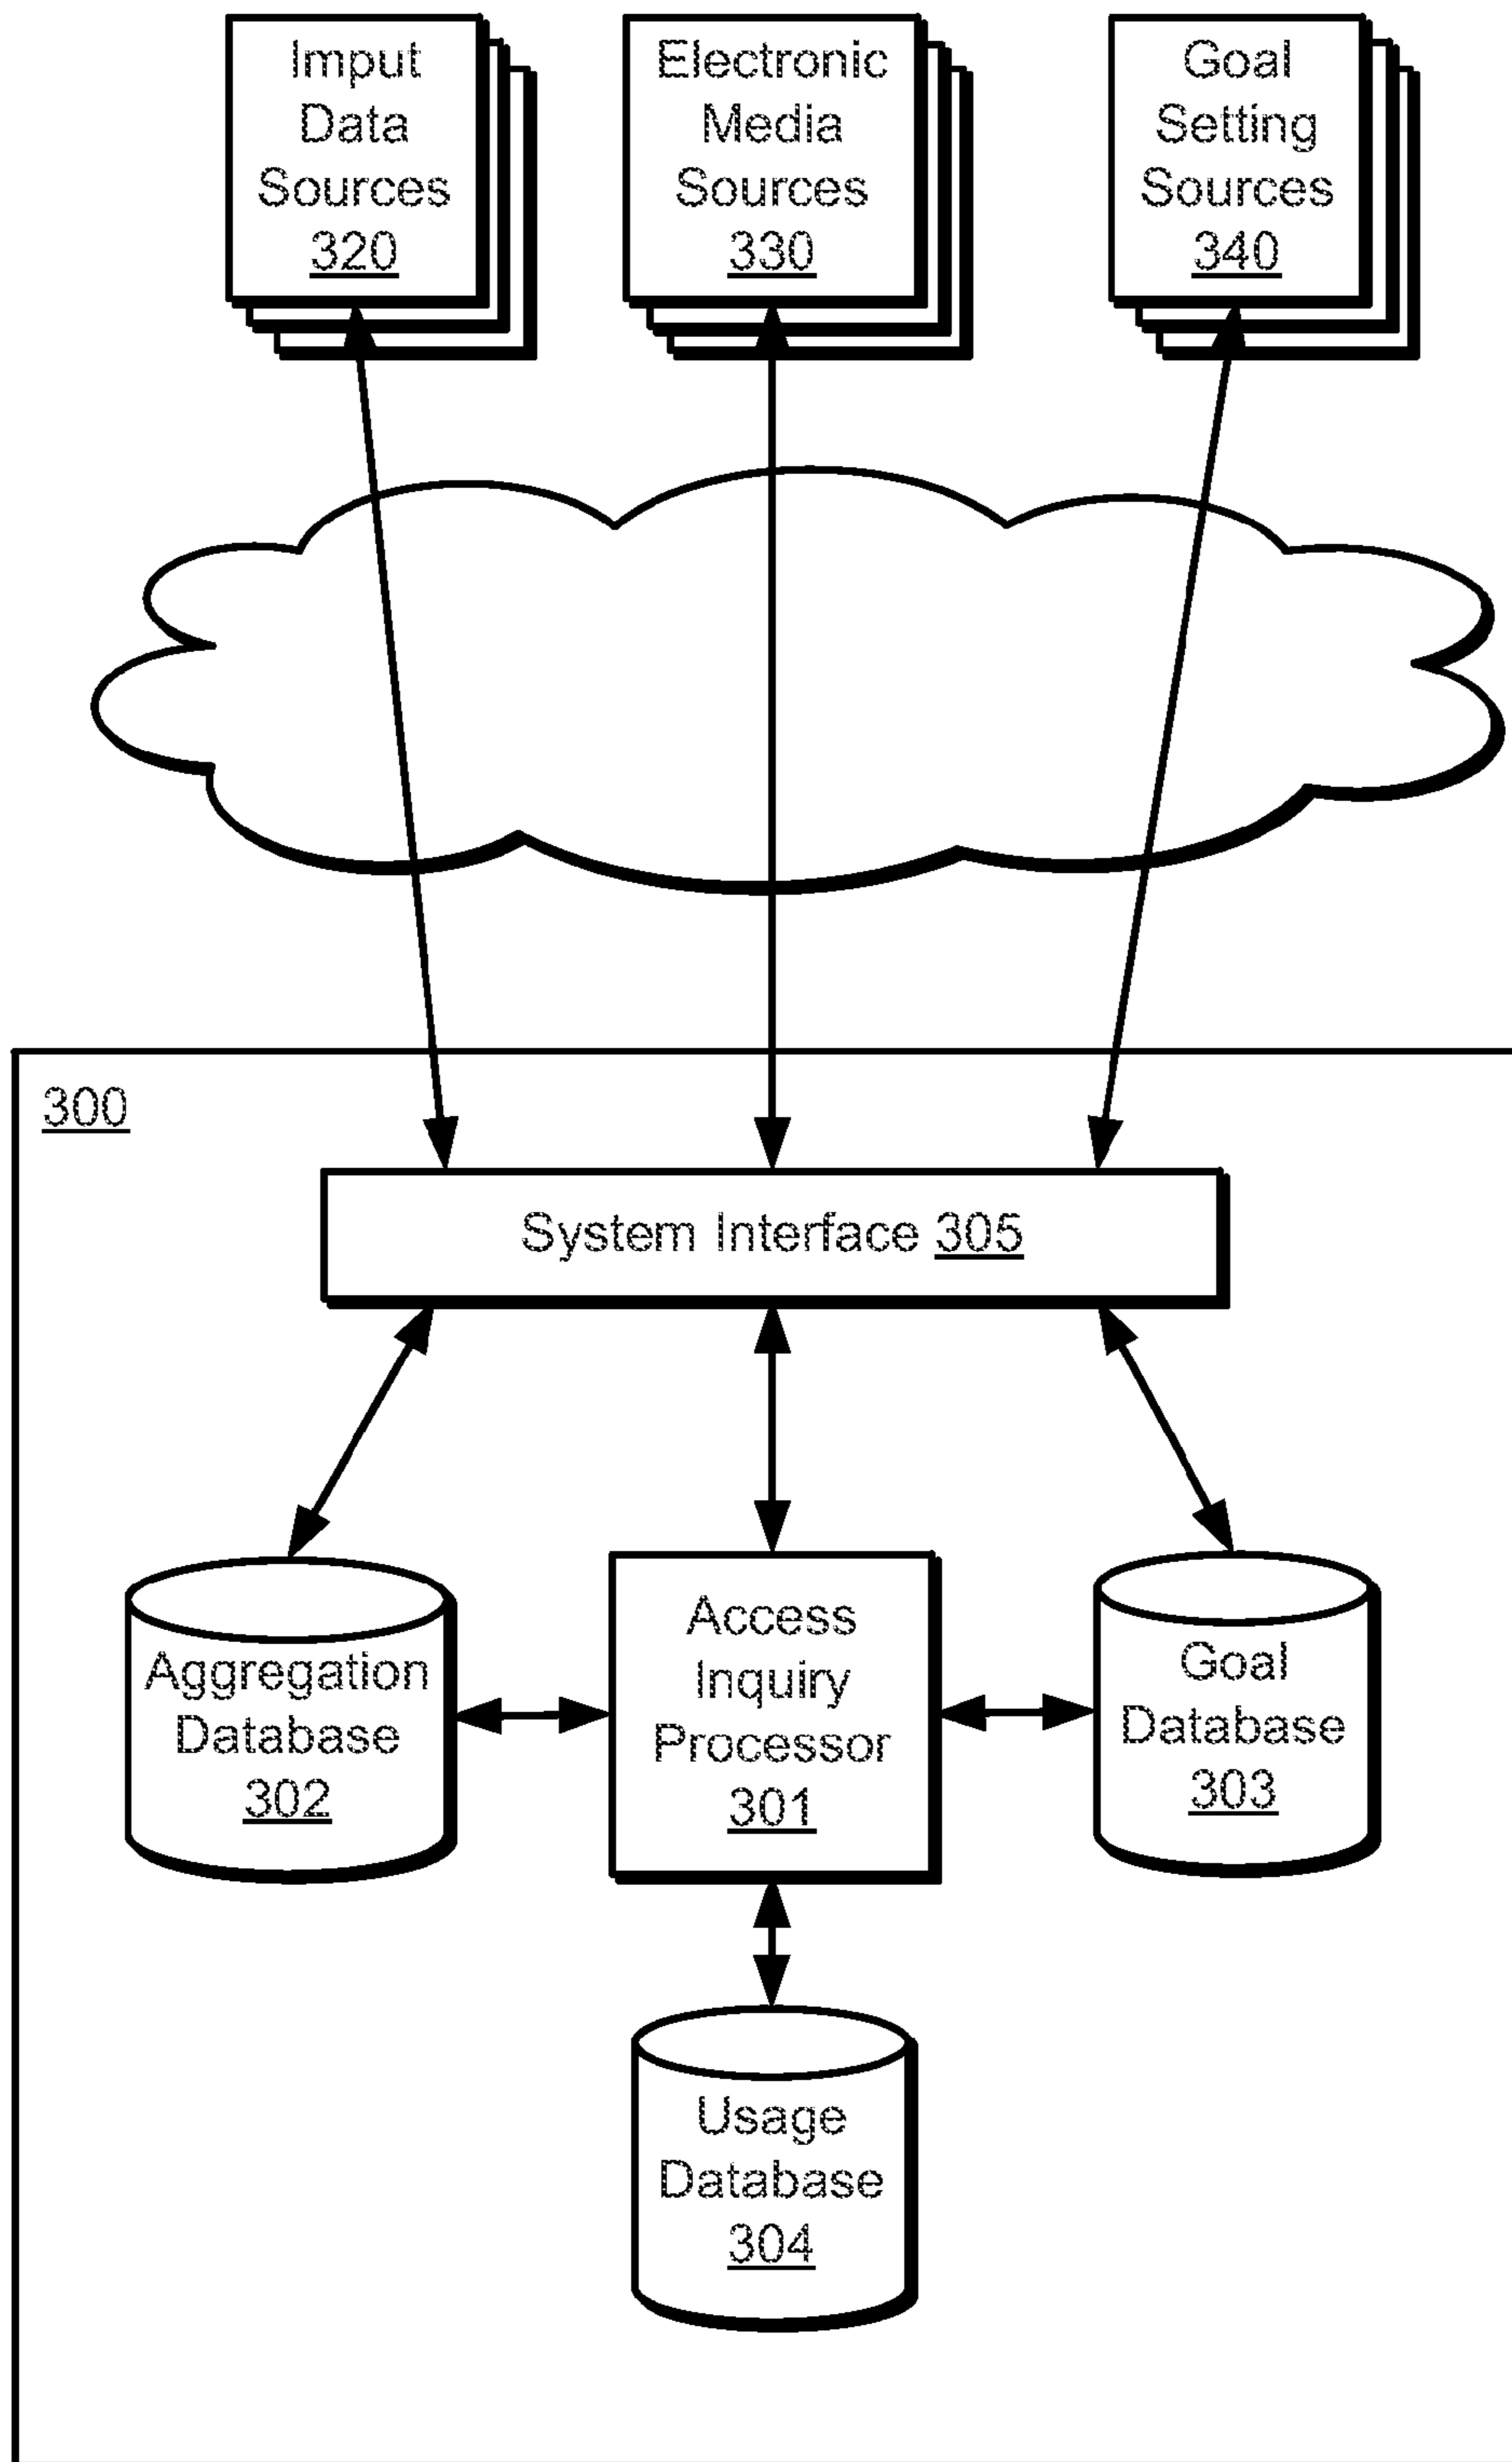 Imput
Data
Sources
320
Electronic
Media
Sources
330
Goal
Setting
Sources
340
300
System Interface 305
Aggregation
Database
302
Access
Inquiry
Processor
301
Goal
Database
303
Usage
Database
304